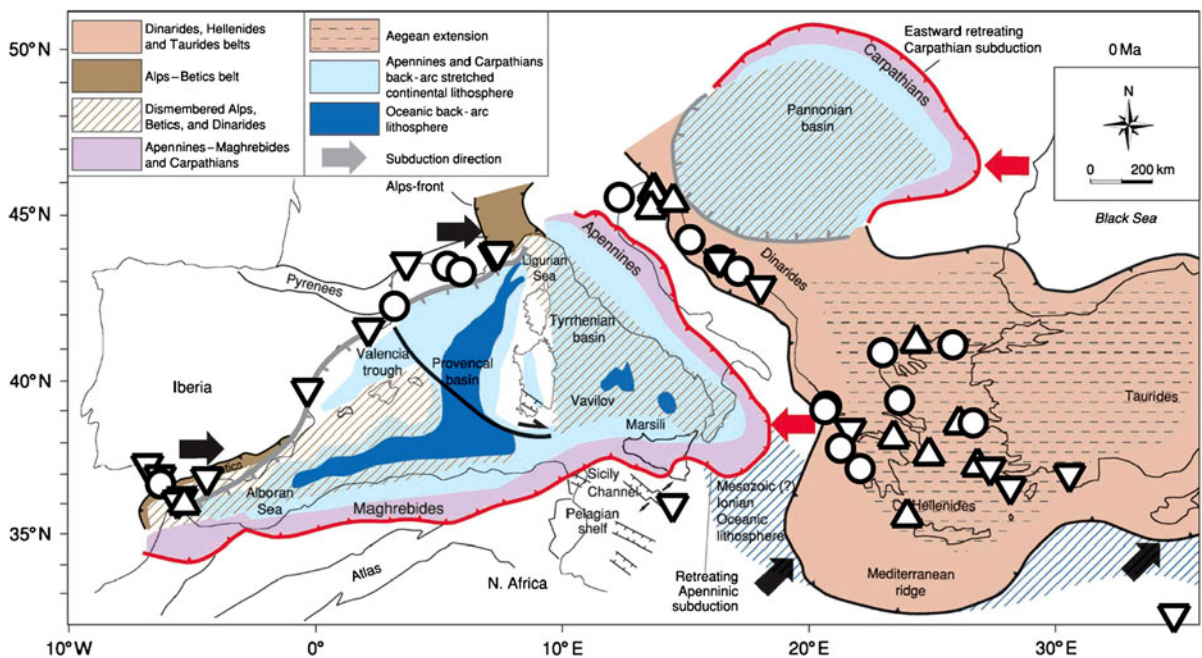 Dinarides, Hellenides
and Taurides belts
Alps–Betics belt
Dismembered Alps,
Betics, and Dinarides
Apennines–Maghrebides
and Carpathians
Aegean extension
Apennines and Carpathians
back-arc stretched
continental lithosphere
Oceanic back-arc
lithosphere
Subduction direction
Eastward retreating
Carpathian subduction
0 Ma
N
0 200 km
50°N
45°N
40°N
35°N
10°W
0°
10°E
20°E
30°E
Carpathians
Pannonian
basin
Black Sea
Alps-front
Pyrenees
Ligurian
Sea
Apennines
Dinarides
Tyrrhenian
basin
Valencia
trough
Provençal
basin
Iberia
Vavilov
Marsili
Taurides
Alboran
Sea
Maghrebides
Sicily
Channel
Pelagian
shelf
Mesozoic (?)
Ionian
Oceanic
lithosphere
Hellenides
Atlas
N. Africa
Retreating
Apenninic
subduction
Mediterranean
ridge